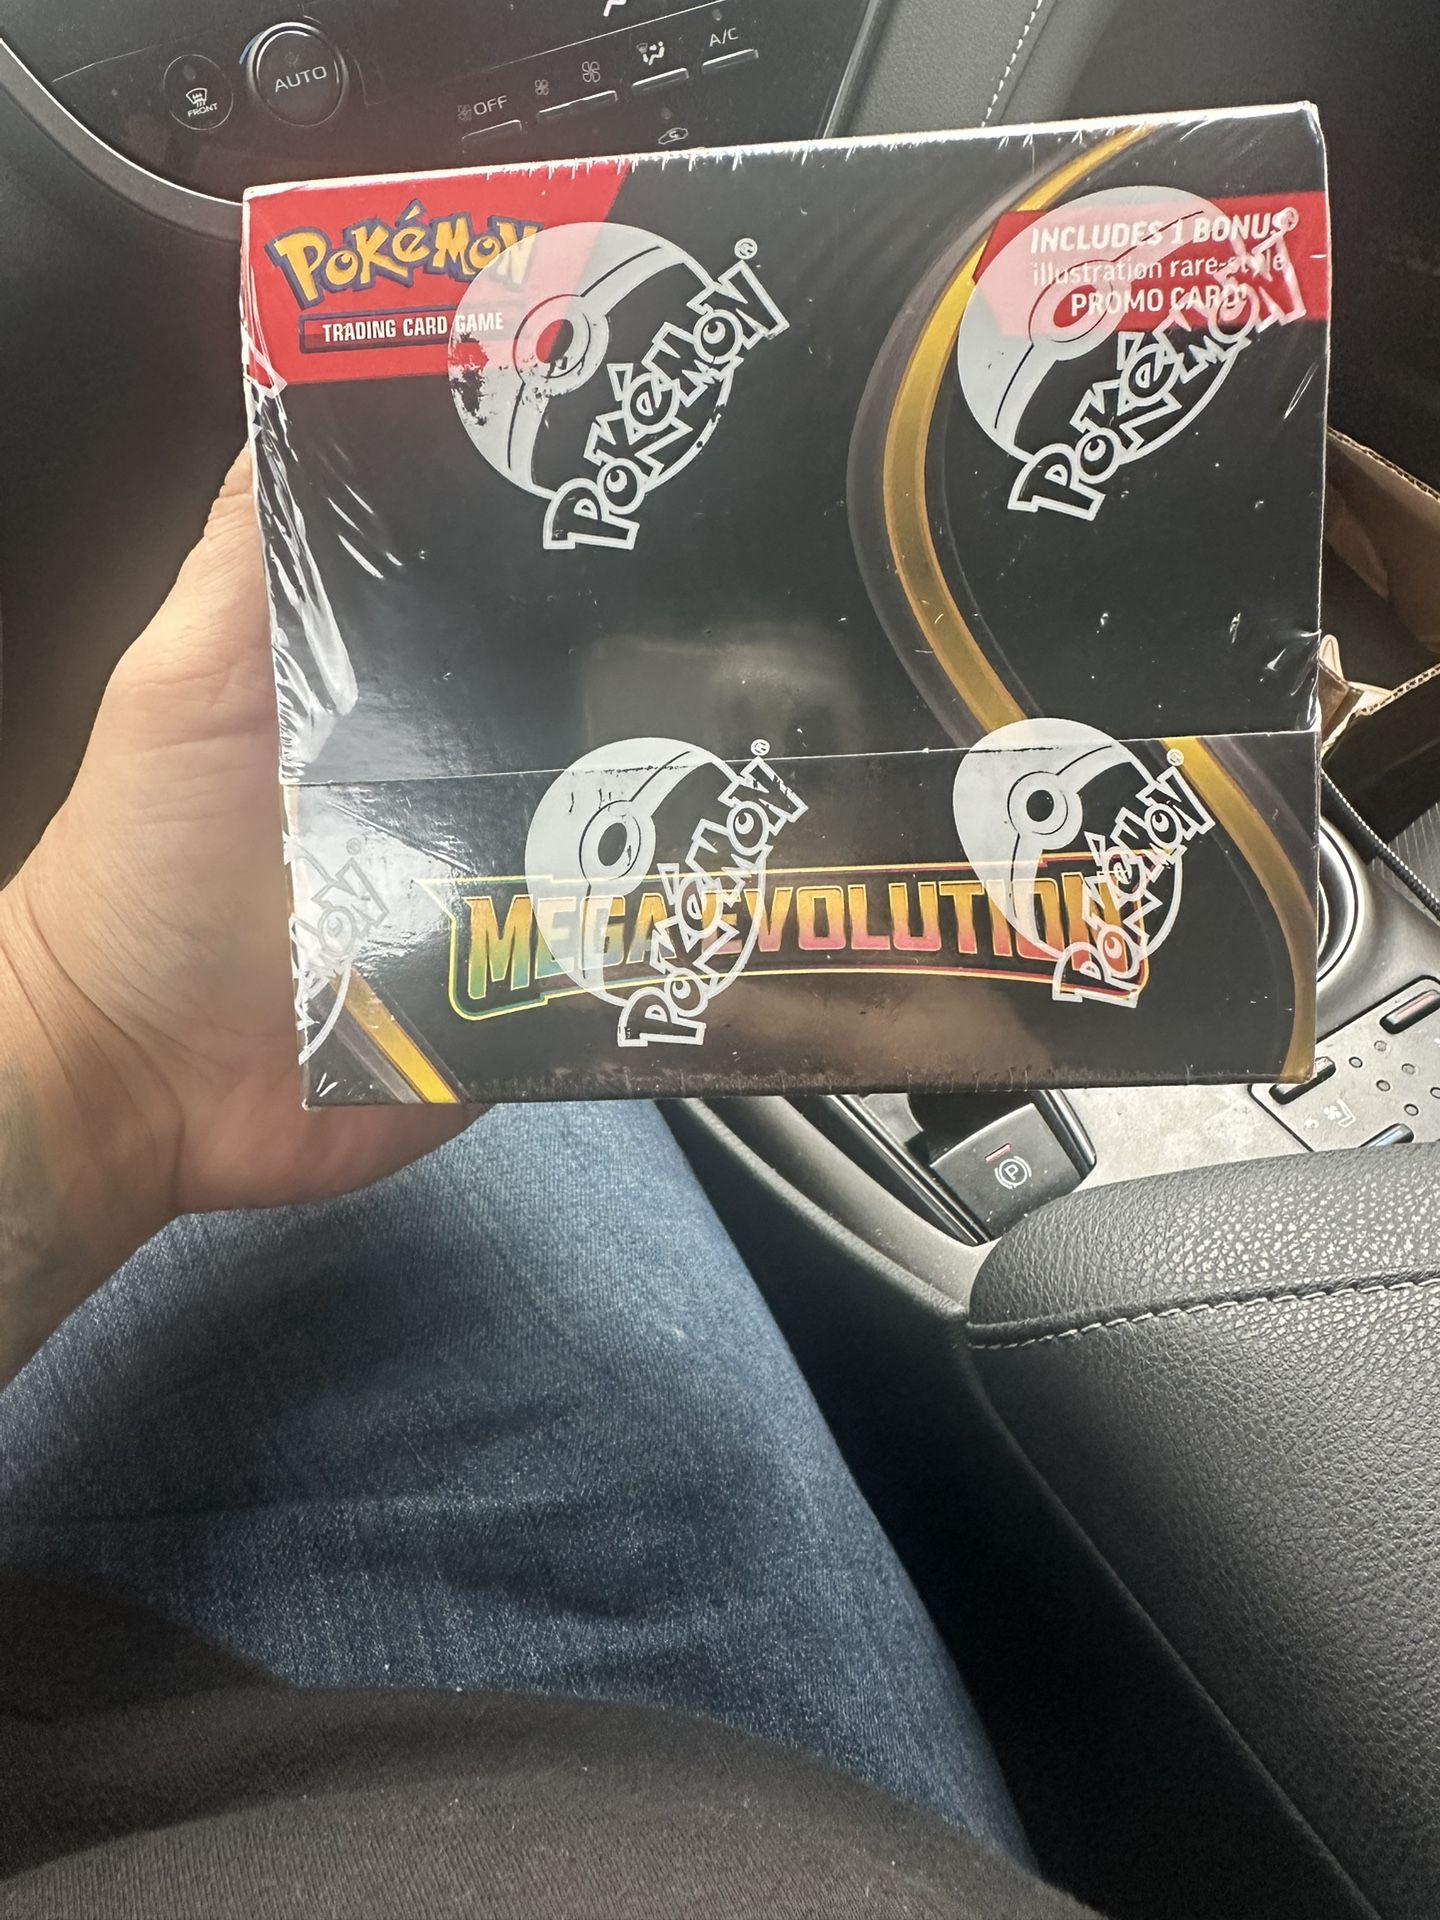 FRONT
AUTO
OFF
A/C
POKéMON
TRADING CARD GAME
INCLUDES 1 BONUS
illustration rare-style
PROMO CARD!
Pokémon®
Pokémon®
Pokémon®
Pokémon®
MON®
MEGA EVOLUTION
P